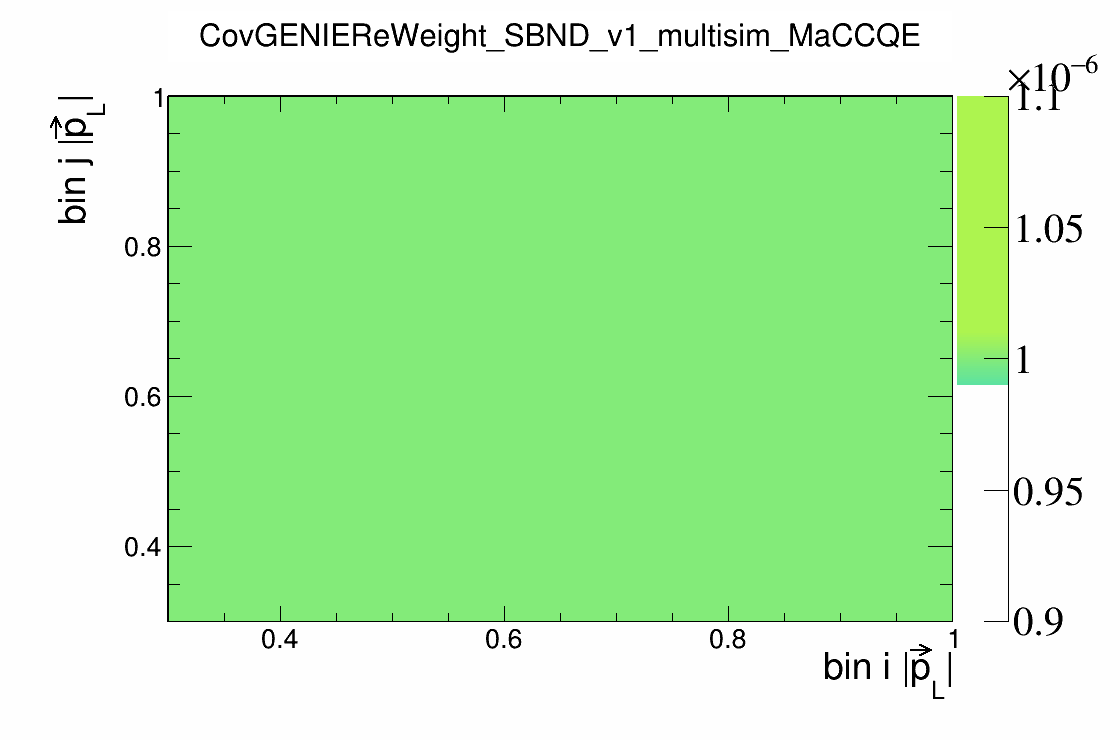 CovGENIEReWeight_SBND_v1_multisim_MaCCQE
×10⁻⁶
bin j |p⃗_L|
1
0.8
0.6
0.4
0.4 0.6 0.8 1
bin i |p⃗_L|
1.1
1.05
1
0.95
0.9